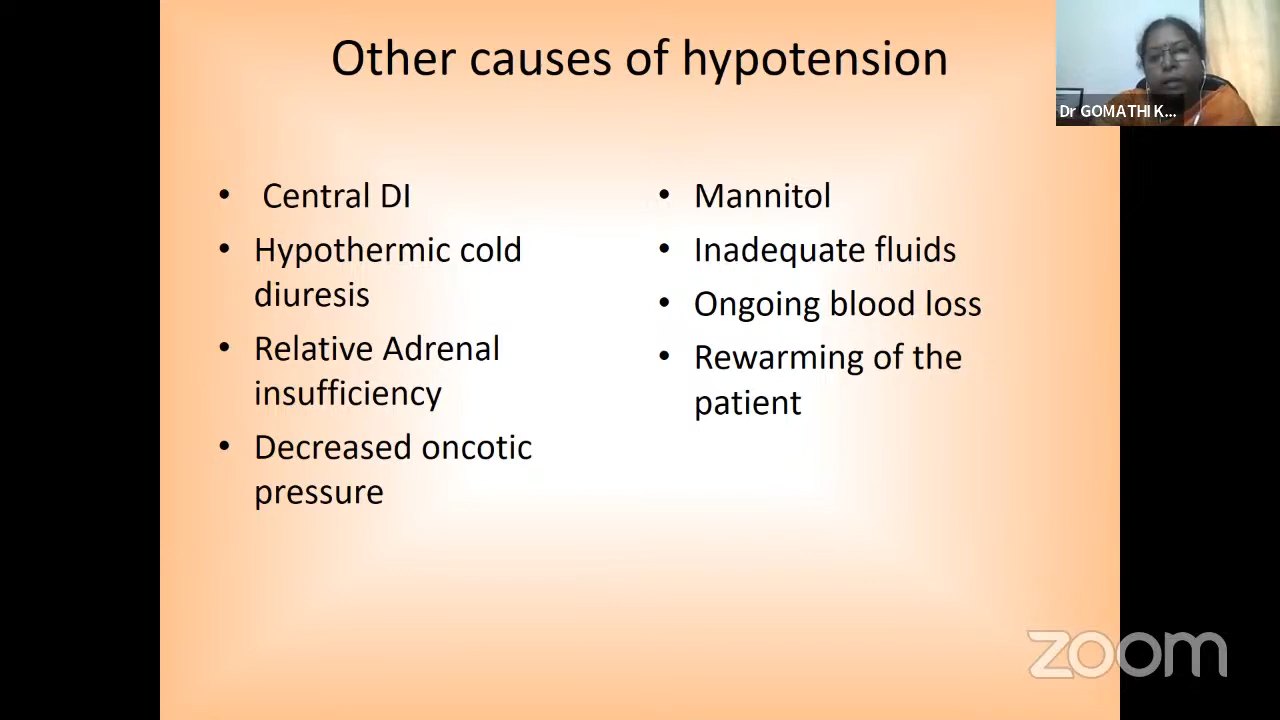 Other causes of hypotension
Dr GOMATHI K...
• Central DI
• Hypothermic cold
diuresis
• Relative Adrenal
insufficiency
• Decreased oncotic
pressure
• Mannitol
• Inadequate fluids
• Ongoing blood loss
• Rewarming of the
patient
zoom